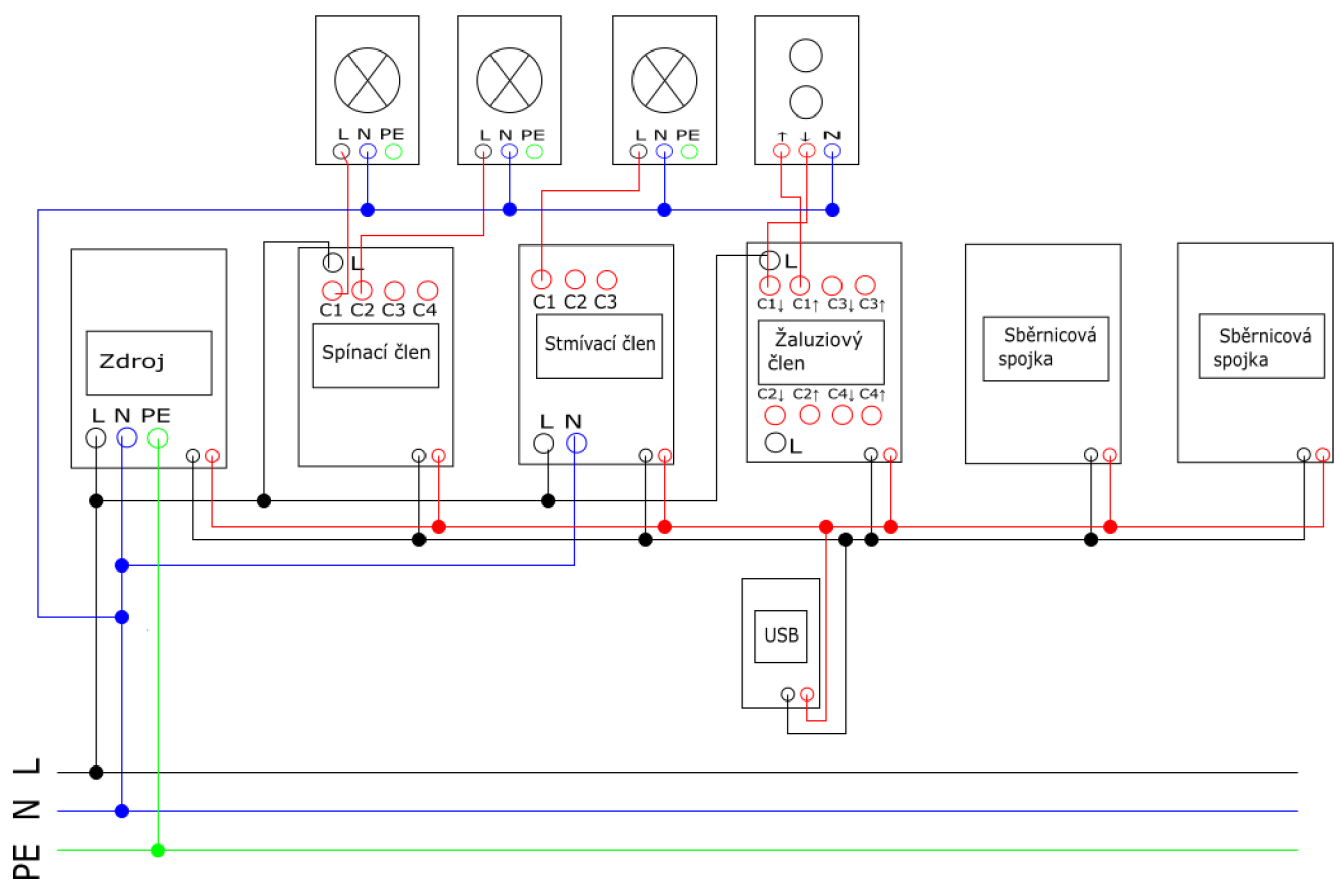 L N PE
L N PE
L N PE
↑ ↓ N
L
C1 C2 C3 C4
Spínací člen
C1 C2 C3
Stmívací člen
L N
L
C1↓ C1↑ C3↓ C3↑
Žaluziový
člen
C2↓ C2↑ C4↓ C4↑
L
Sběrnicová
spojka
Sběrnicová
spojka
Zdroj
L N PE
USB
L
N
PE